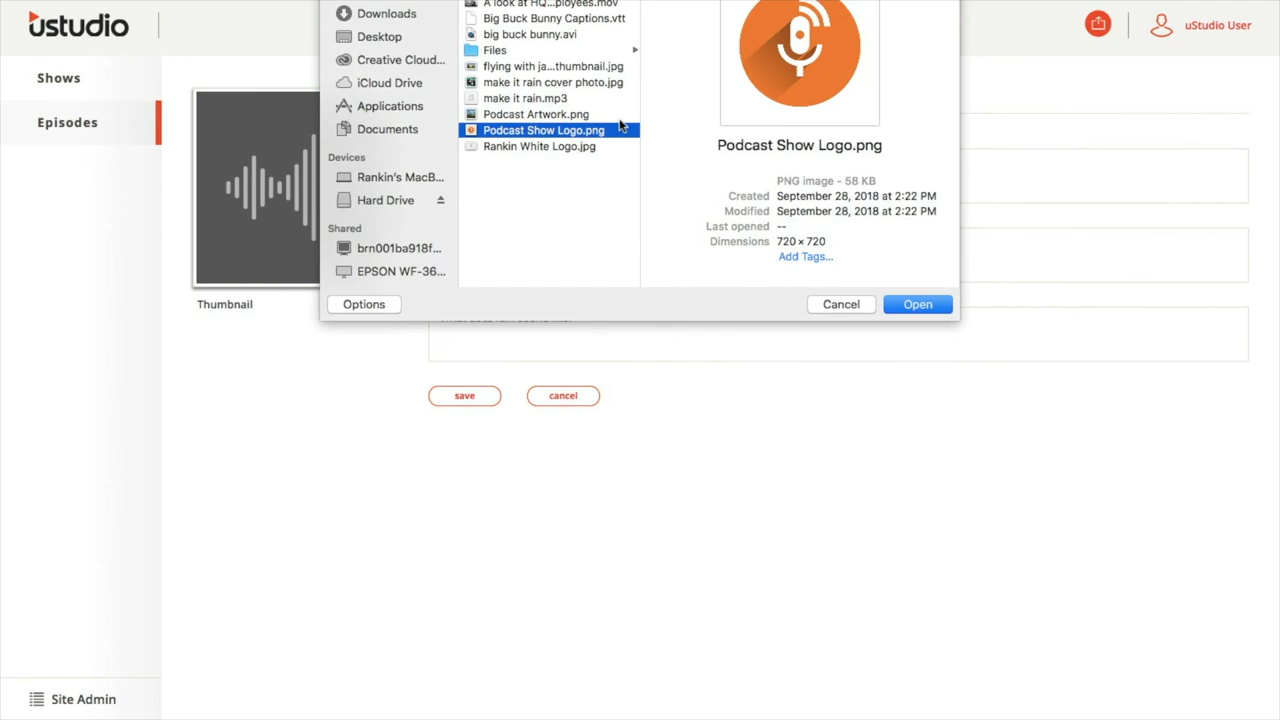 ustudio
uStudio User
Shows
Episodes
Thumbnail
Downloads
Desktop
Creative Cloud...
iCloud Drive
Applications
Documents
Devices
Rankin's MacB...
Hard Drive
Shared
brn001ba918f...
EPSON WF-36...
A look at HQ...ployees.mov
Big Buck Bunny Captions.vtt
big buck bunny.avi
Files
flying with ja...thumbnail.jpg
make it rain cover photo.jpg
make it rain.mp3
Podcast Artwork.png
Podcast Show Logo.png
Rankin White Logo.jpg
Podcast Show Logo.png
PNG image - 58 KB
Created September 28, 2018 at 2:22 PM
Modified September 28, 2018 at 2:22 PM
Last opened --
Dimensions 720 × 720
Add Tags...
Options
Cancel
Open
save
cancel
Site Admin